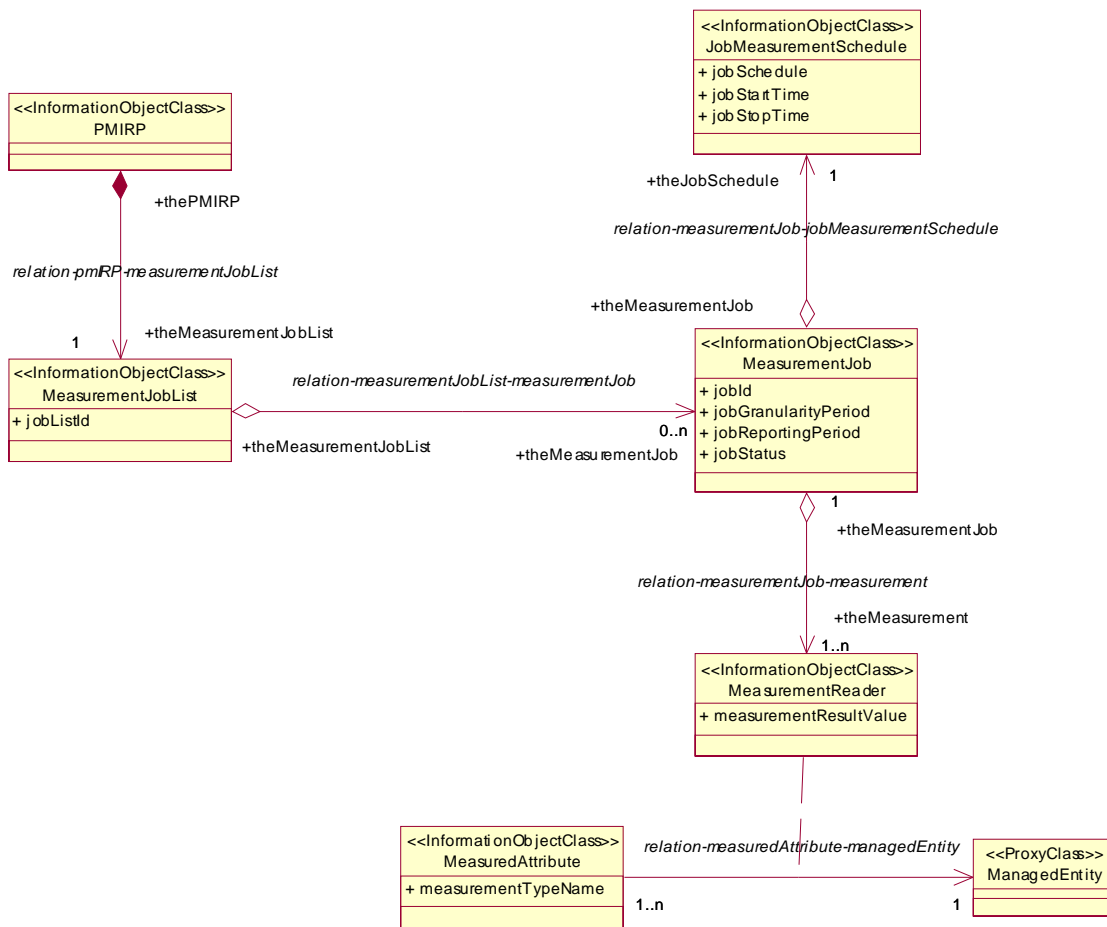 <<InformationObjectClass>>
JobMeasurementSchedule
+ jobSchedule
+ jobStartTime
+ jobStopTime
<<InformationObjectClass>>
PMIRP
+thePMIRP
+theJobSchedule
1
relation-measurementJob-jobMeasurementSchedule
relation-pmIRP-measurementJobList
+theMeasurementJob
1
+theMeasurementJobList
<<InformationObjectClass>>
MeasurementJobList
+ jobListId
relation-measurementJobList-measurementJob
+theMeasurementJobList
0..n
+theMeasurementJob
<<InformationObjectClass>>
MeasurementJob
+ jobId
+ jobGranularityPeriod
+ jobReportingPeriod
+ jobStatus
1
+theMeasurementJob
relation-measurementJob-measurement
+theMeasurement
1..n
<<InformationObjectClass>>
MeasurementReader
+ measurementResultValue
<<InformationObjectClass>>
MeasuredAttribute
+ measurementTypeName
relation-measuredAttribute-managedEntity
1..n
1
<<ProxyClass>>
ManagedEntity